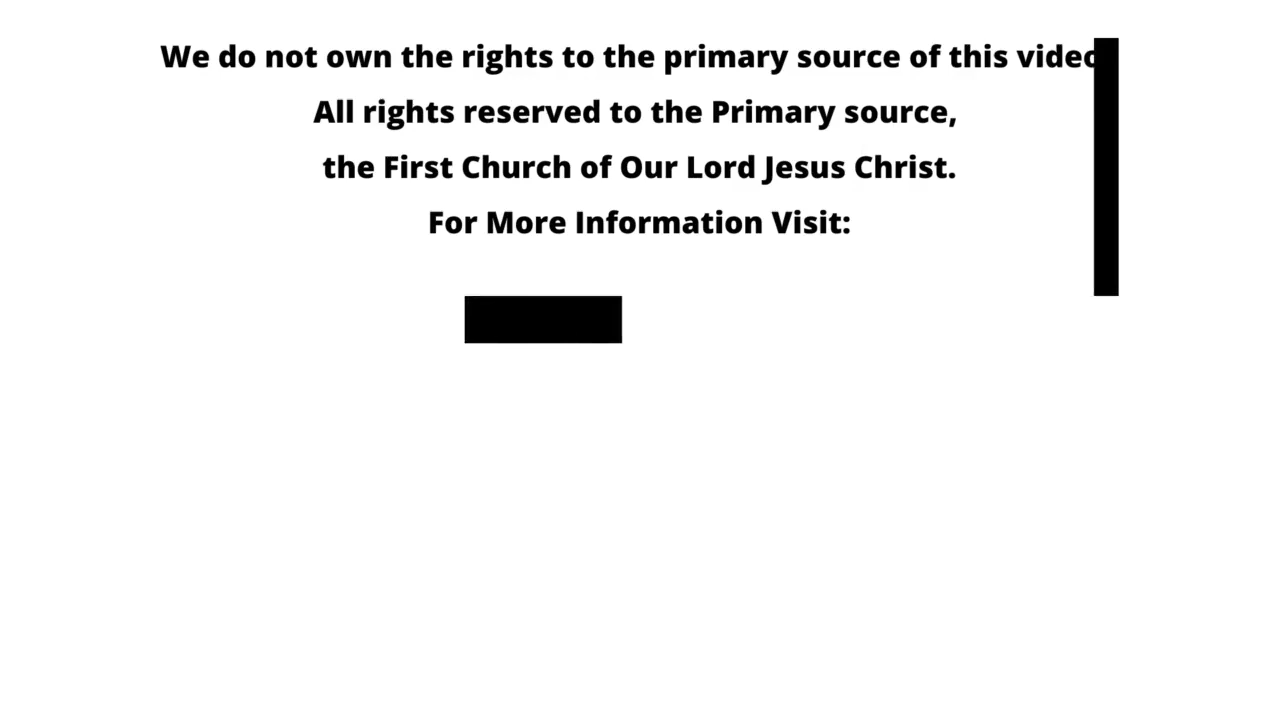 We do not own the rights to the primary source of this video
All rights reserved to the Primary source,
the First Church of Our Lord Jesus Christ.
For More Information Visit: